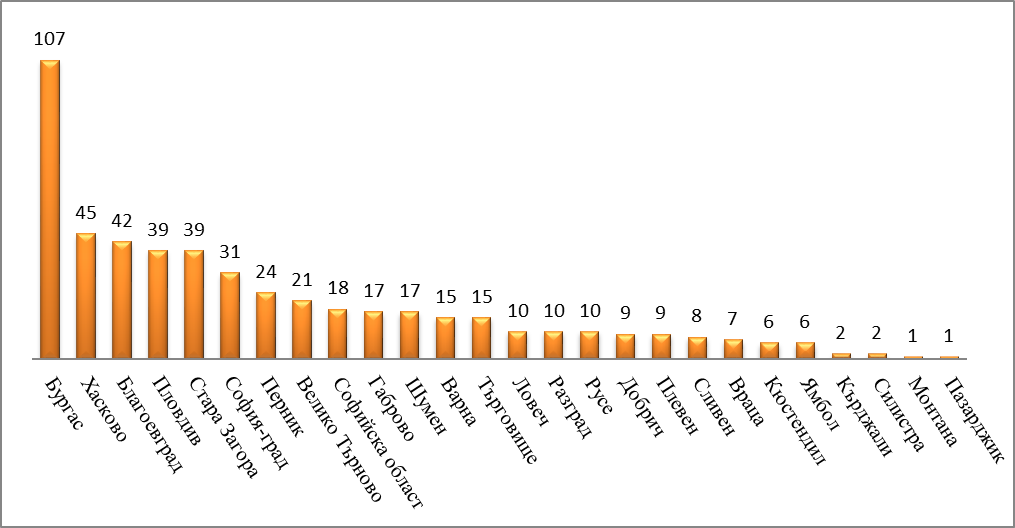 107
45
42
39
39
31
24
21
18
17
17
15
15
10
10
10
9
9
8
7
6
6
2
2
1
1
Бургас
Хасково
Благоевград
Пловдив
Стара Загора
София-град
Перник
Велико Търново
Софийска област
Габрово
Шумен
Варна
Търговище
Ловеч
Разград
Русе
Добрич
Плевен
Сливен
Враца
Кюстендил
Ямбол
Кърджали
Силистра
Монтана
Пазарджик